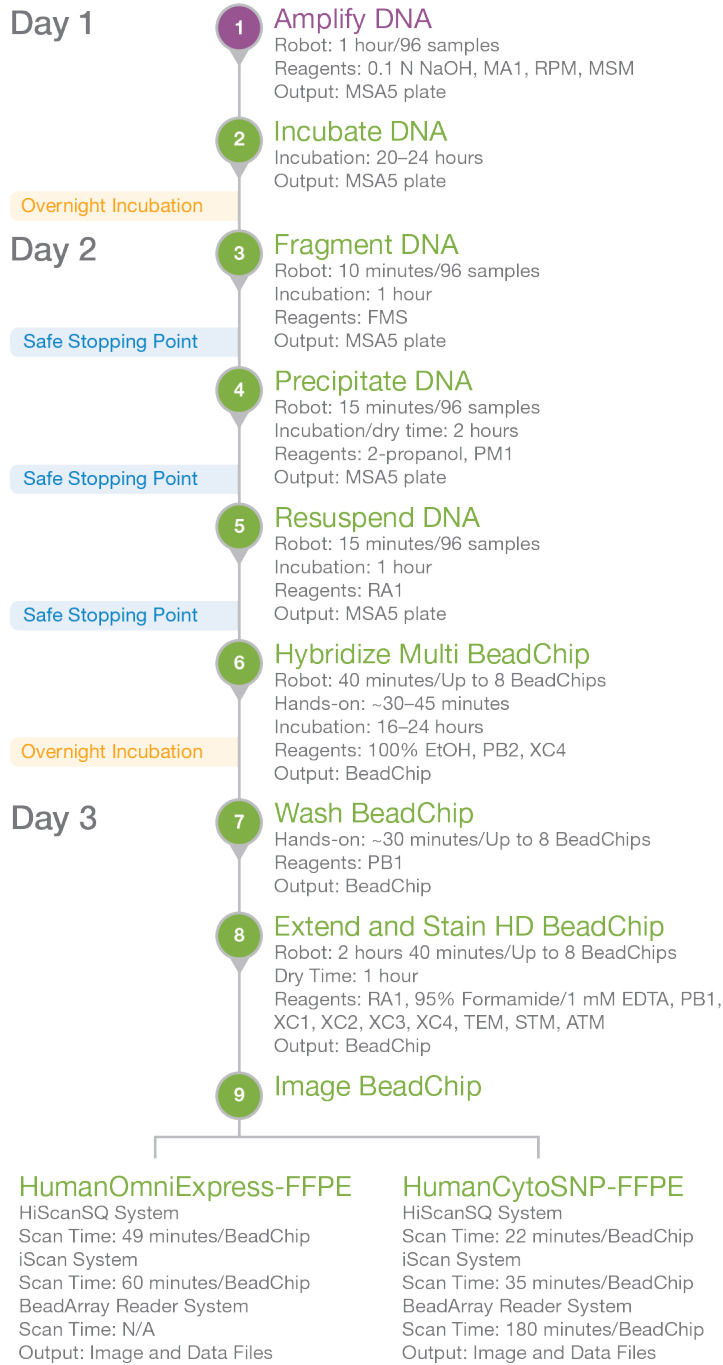 Day 1
1
Amplify DNA
Robot: 1 hour/96 samples
Reagents: 0.1 N NaOH, MA1, RPM, MSM
Output: MSA5 plate
2
Incubate DNA
Incubation: 20–24 hours
Output: MSA5 plate
Overnight Incubation
Day 2
3
Fragment DNA
Robot: 10 minutes/96 samples
Incubation: 1 hour
Reagents: FMS
Output: MSA5 plate
Safe Stopping Point
4
Precipitate DNA
Robot: 15 minutes/96 samples
Incubation/dry time: 2 hours
Reagents: 2-propanol, PM1
Output: MSA5 plate
Safe Stopping Point
5
Resuspend DNA
Robot: 15 minutes/96 samples
Incubation: 1 hour
Reagents: RA1
Output: MSA5 plate
Safe Stopping Point
6
Hybridize Multi BeadChip
Robot: 40 minutes/Up to 8 BeadChips
Hands-on: ~30–45 minutes
Incubation: 16–24 hours
Reagents: 100% EtOH, PB2, XC4
Output: BeadChip
Overnight Incubation
Day 3
7
Wash BeadChip
Hands-on: ~30 minutes/Up to 8 BeadChips
Reagents: PB1
Output: BeadChip
8
Extend and Stain HD BeadChip
Robot: 2 hours 40 minutes/Up to 8 BeadChips
Dry Time: 1 hour
Reagents: RA1, 95% Formamide/1 mM EDTA, PB1,
XC1, XC2, XC3, XC4, TEM, STM, ATM
Output: BeadChip
9
Image BeadChip
HumanOmniExpress-FFPE
HiScanSQ System
Scan Time: 49 minutes/BeadChip
iScan System
Scan Time: 60 minutes/BeadChip
BeadArray Reader System
Scan Time: N/A
Output: Image and Data Files
HumanCytoSNP-FFPE
HiScanSQ System
Scan Time: 22 minutes/BeadChip
iScan System
Scan Time: 35 minutes/BeadChip
BeadArray Reader System
Scan Time: 180 minutes/BeadChip
Output: Image and Data Files